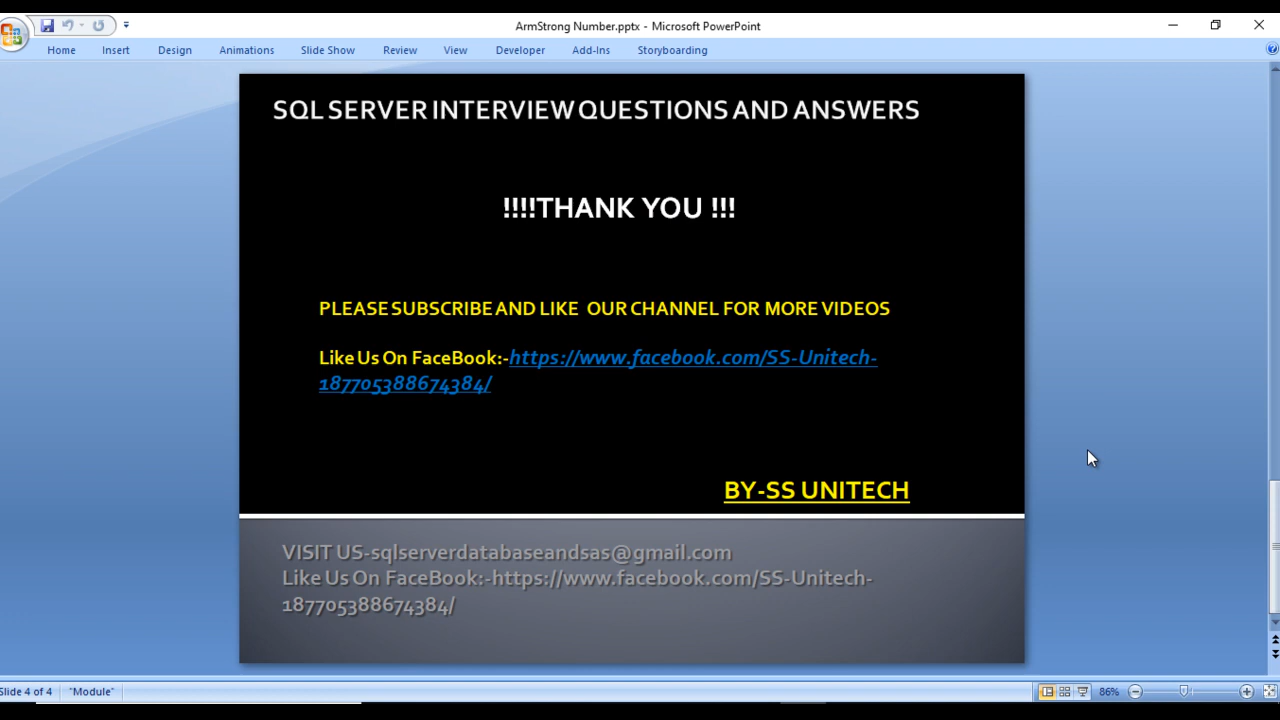 ArmStrong Number.pptx - Microsoft PowerPoint
Home Insert Design Animations Slide Show Review View Developer Add-Ins Storyboarding
SQL SERVER INTERVIEW QUESTIONS AND ANSWERS
!!!!THANK YOU !!!
PLEASE SUBSCRIBE AND LIKE OUR CHANNEL FOR MORE VIDEOS
Like Us On FaceBook:-https://www.facebook.com/SS-Unitech-
187705388674384/
BY-SS UNITECH
VISIT US-sqlserverdatabaseandsas@gmail.com
Like Us On FaceBook:-https://www.facebook.com/SS-Unitech-
187705388674384/
Slide 4 of 4 "Module" 86%